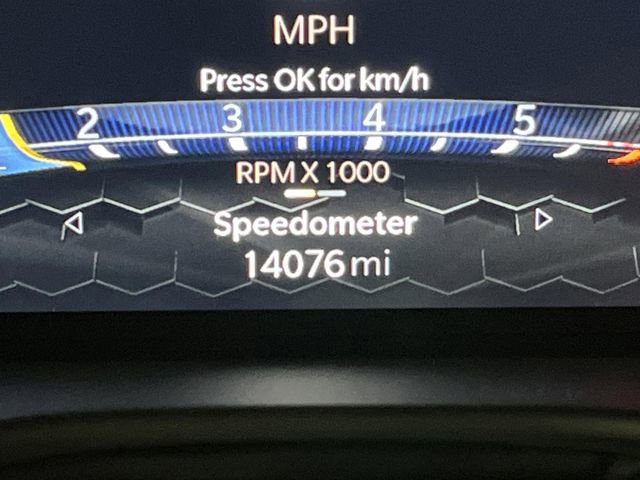 MPH
Press OK for km/h
2 3 4 5
RPM X 1000
Speedometer
14076 mi